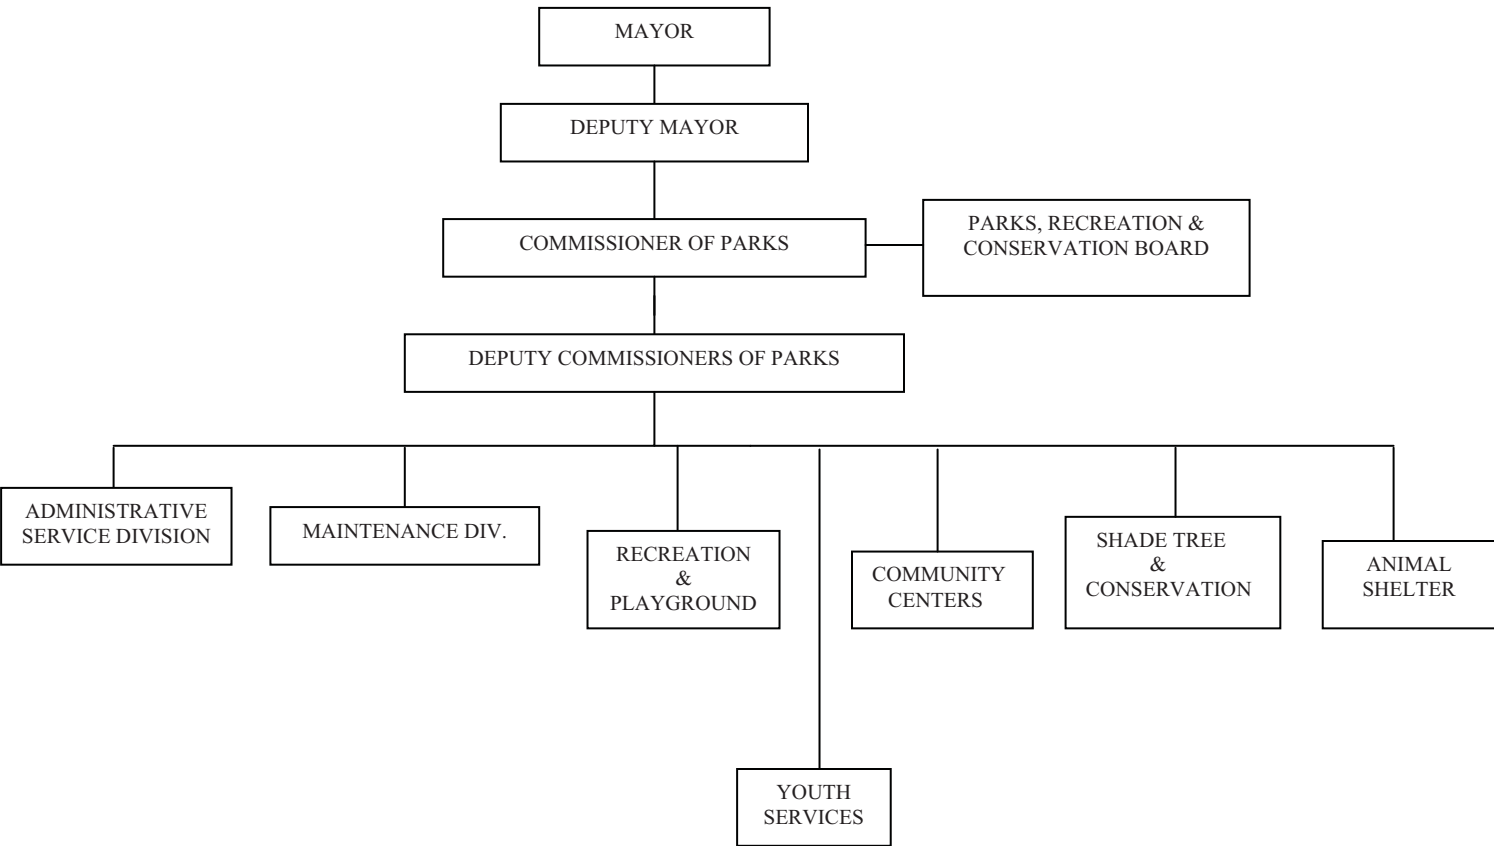 MAYOR
DEPUTY MAYOR
COMMISSIONER OF PARKS
PARKS, RECREATION &
CONSERVATION BOARD
DEPUTY COMMISSIONERS OF PARKS
ADMINISTRATIVE
SERVICE DIVISION
MAINTENANCE DIV.
RECREATION
&
PLAYGROUND
COMMUNITY
CENTERS
SHADE TREE
&
CONSERVATION
ANIMAL
SHELTER
YOUTH
SERVICES